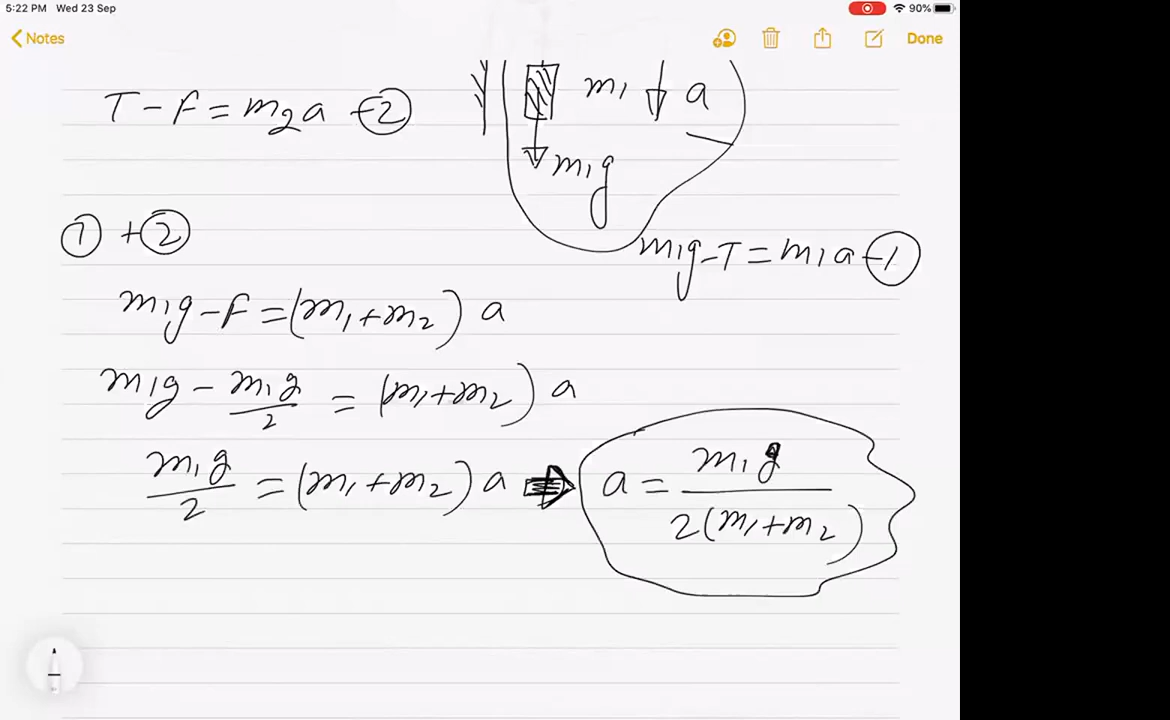 5:22 PM Wed 23 Sep
90%
Notes
Done
T - F = m₂a - ②
m₁ a
m₁g
① + ②
m₁g - T = m₁a - ①
m₁g - F = (m₁ + m₂) a
m₁g - m₁g/2 = (m₁ + m₂) a
m₁g/2 = (m₁ + m₂) a ⇒ a = m₁g/2(m₁ + m₂)